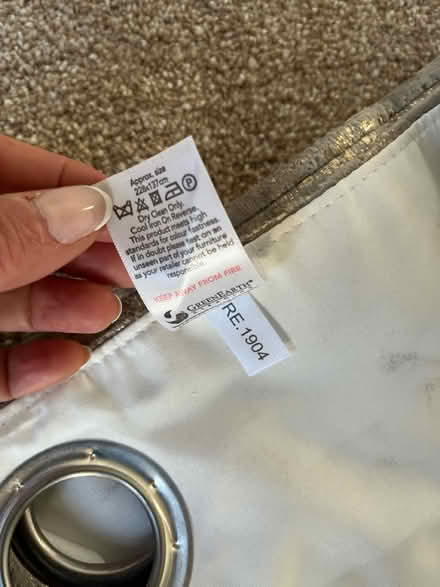 Approx. size
228x137cm
P
Dry Clean Only.
Cool Iron On Reverse.
This product meets high
standards for colour fastness.
If in doubt please test on an
unseen part of your furniture
as your retailer cannot be held
responsible.
KEEP AWAY FROM FIRE
GREENEARTH
RE:1904